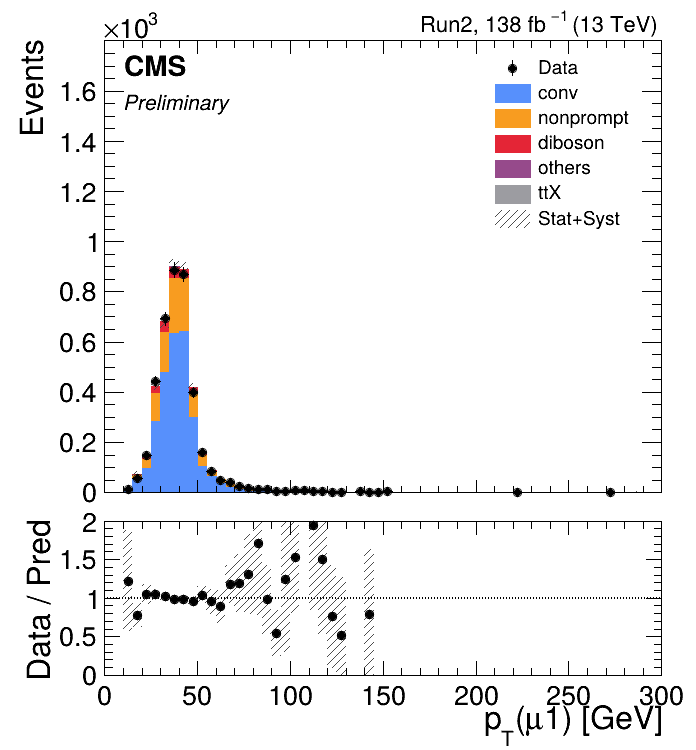 ×10³
Run2, 138 fb⁻¹ (13 TeV)
CMS
Preliminary
Events
Data
conv
nonprompt
diboson
others
ttX
Stat+Syst
1.6
1.4
1.2
1
0.8
0.6
0.4
0.2
0
Data / Pred
2
1.5
1
0.5
0
0 50 100 150 200 250 300
p_T(μ1) [GeV]